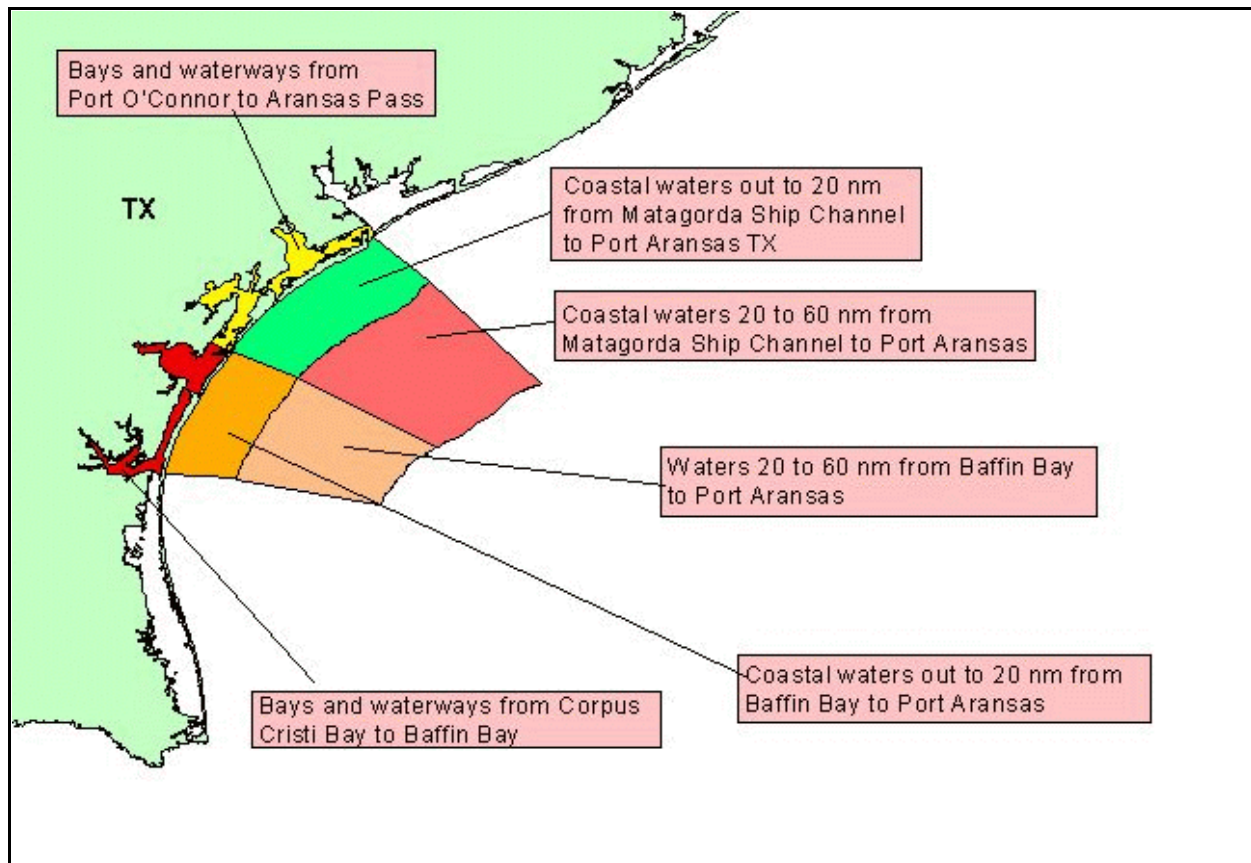 Bays and waterways from
Port O'Connor to Aransas Pass
TX
Coastal waters out to 20 nm
from Matagorda Ship Channel
to Port Aransas TX
Coastal waters 20 to 60 nm from
Matagorda Ship Channel to Port Aransas
Waters 20 to 60 nm from Baffin Bay
to Port Aransas
Coastal waters out to 20 nm from
Baffin Bay to Port Aransas
Bays and waterways from Corpus
Cristi Bay to Baffin Bay